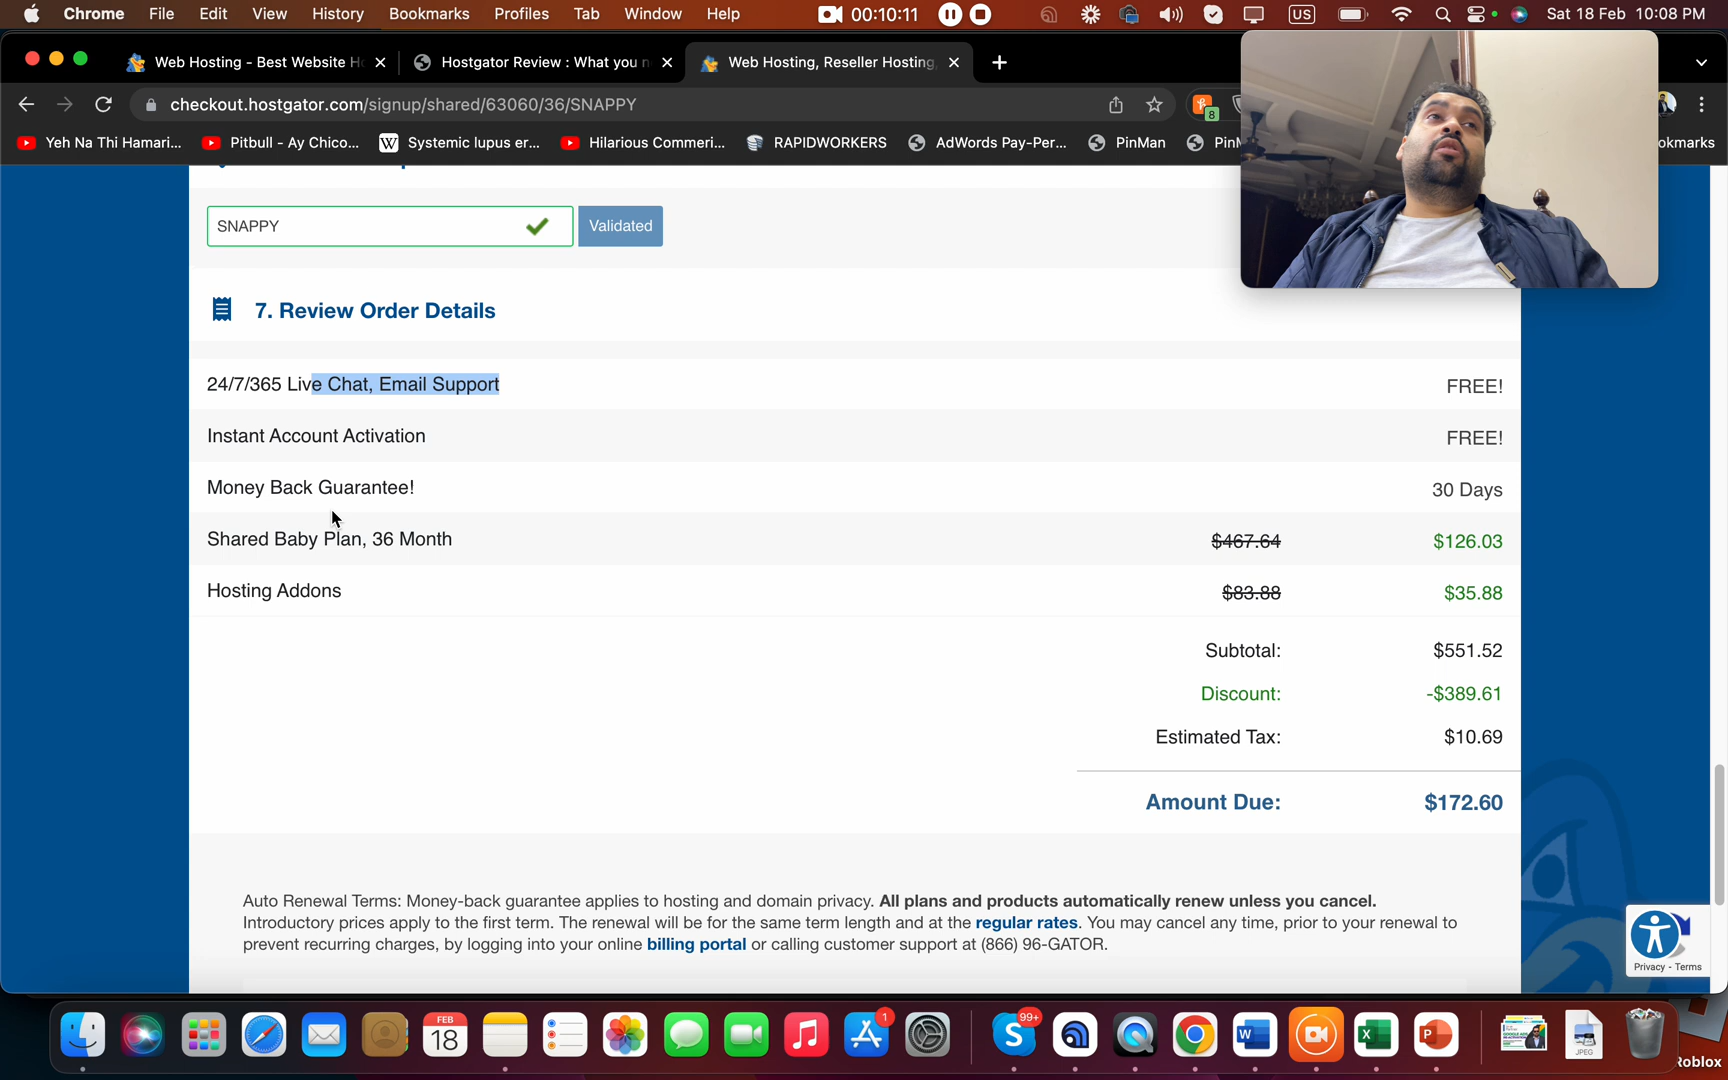 Chrome File Edit View History Bookmarks Profiles Tab Window Help 00:10:11 US Sat 18 Feb 10:08 PM
Web Hosting - Best Website H Hostgator Review : What you n Web Hosting, Reseller Hosting,
checkout.hostgator.com/signup/shared/63060/36/SNAPPY 8
Yeh Na Thi Hamari... Pitbull - Ay Chico... Systemic lupus er... Hilarious Commeri... RAPIDWORKERS AdWords Pay-Per... PinMan PinM okmarks
SNAPPY Validated
7. Review Order Details
24/7/365 Live Chat, Email Support FREE!
Instant Account Activation FREE!
Money Back Guarantee! 30 Days
Shared Baby Plan, 36 Month $467.64 $126.03
Hosting Addons $83.88 $35.88
Subtotal: $551.52
Discount: -$389.61
Estimated Tax: $10.69
Amount Due: $172.60
Auto Renewal Terms: Money-back guarantee applies to hosting and domain privacy. All plans and products automatically renew unless you cancel.
Introductory prices apply to the first term. The renewal will be for the same term length and at the regular rates. You may cancel any time, prior to your renewal to
prevent recurring charges, by logging into your online billing portal or calling customer support at (866) 96-GATOR.
Privacy - Terms
FEB
18
1
99+
JPEG
Roblox